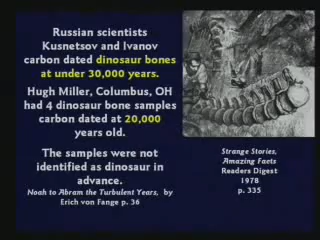 Russian scientists
Kusnetsov and Ivanov
carbon dated dinosaur bones
at under 30,000 years.
Hugh Miller, Columbus, OH
had 4 dinosaur bone samples
carbon dated at 20,000
years old.
The samples were not
identified as dinosaur in
advance.
Noah to Abram the Turbulent Years, by
Erich von Fange p. 36
Strange Stories,
Amazing Facts
Readers Digest
1978
p. 335